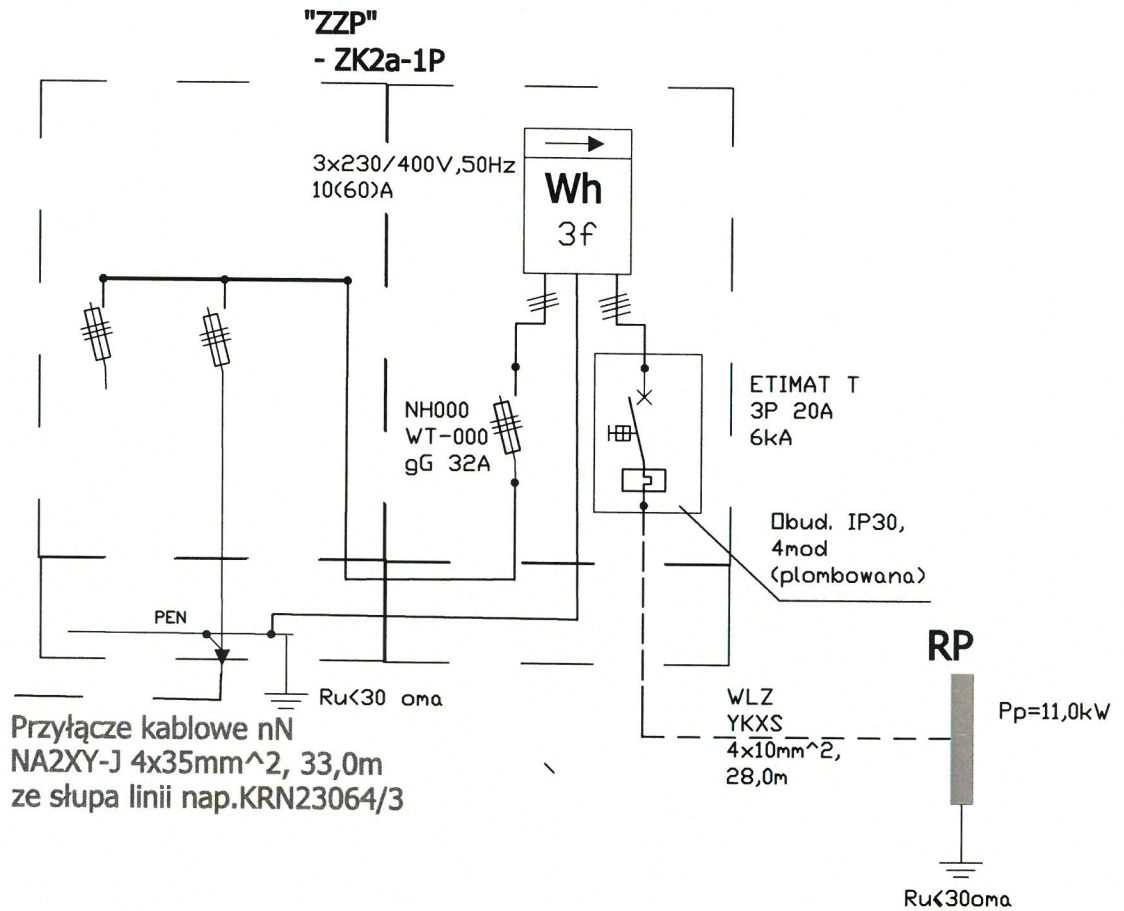 "ZZP"
- ZK2a-1P
3x230/400V,50Hz
10(60)A
Wh
3f
NH000
WT-000
gG 32A
ETIMAT T
3P 20A
6kA
Obud. IP30,
4mod
(plombowana)
PEN
Ru<30 oma
Przyłącze kablowe nN
NA2XY-J 4x35mm^2, 33,0m
ze słupa linii nap.KRN23064/3
WLZ
YKXS
4x10mm^2,
28,0m
RP
Pp=11,0kW
Ru<30oma